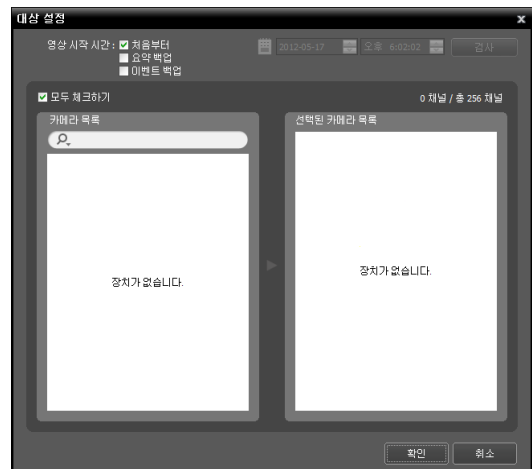 대상 설정
영상 시작 시간 : 처음부터
2012-05-17 오후 6:02:02 검사
요약 백업
이벤트 백업
모두 체크하기
0 채널 / 총 256 채널
카메라 목록
선택된 카메라 목록
장치가 없습니다.
장치가 없습니다.
확인 취소